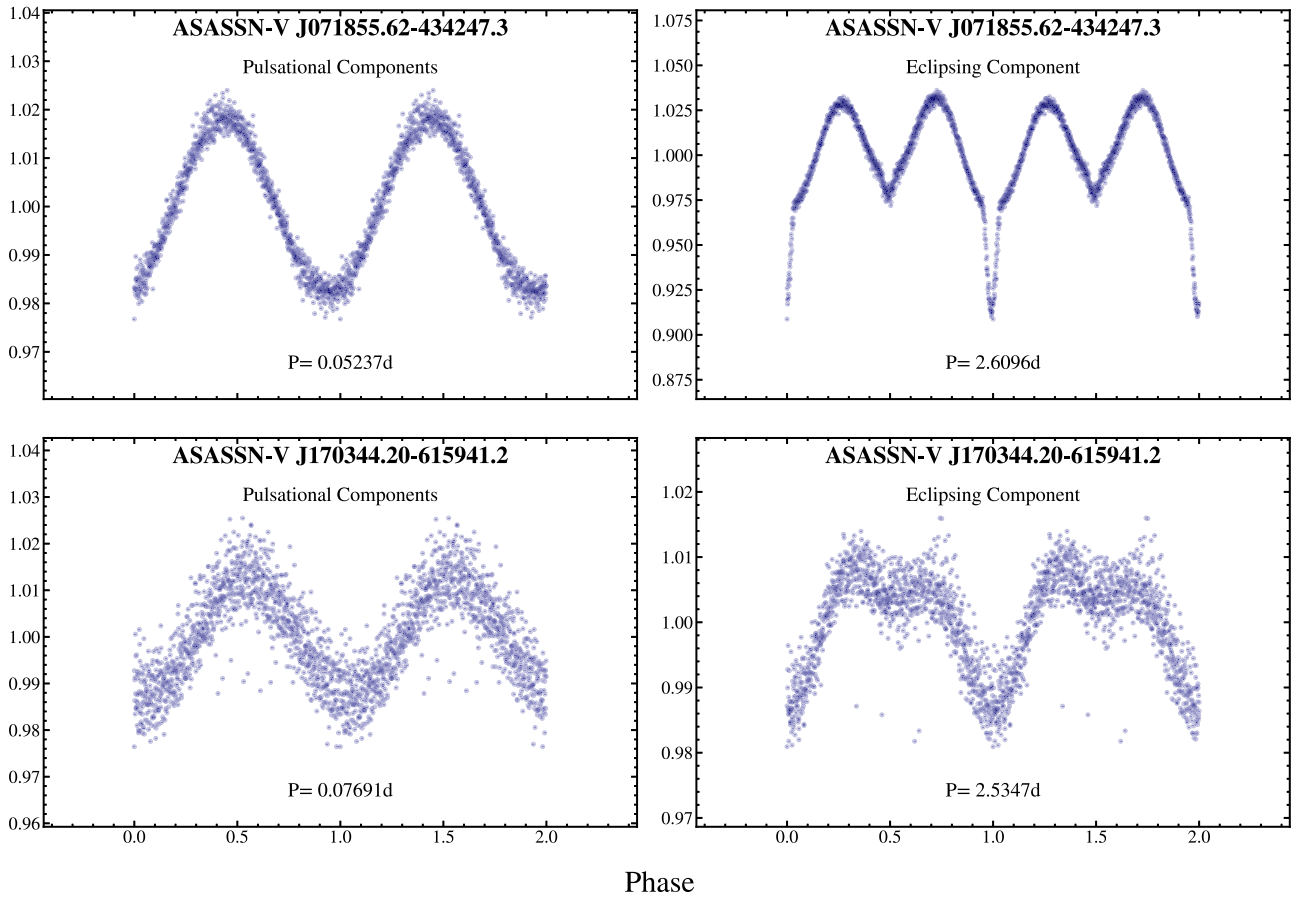 ASASSN-V J071855.62-434247.3
Pulsational Components
1.04
1.03
1.02
1.01
1.00
0.99
0.98
0.97
P= 0.05237d
ASASSN-V J071855.62-434247.3
Eclipsing Component
1.075
1.050
1.025
1.000
0.975
0.950
0.925
0.900
0.875
P= 2.6096d
ASASSN-V J170344.20-615941.2
Pulsational Components
1.04
1.03
1.02
1.01
1.00
0.99
0.98
0.97
0.96
P= 0.07691d
0.0 0.5 1.0 1.5 2.0
ASASSN-V J170344.20-615941.2
Eclipsing Component
1.02
1.01
1.00
0.99
0.98
0.97
P= 2.5347d
0.0 0.5 1.0 1.5 2.0
Phase